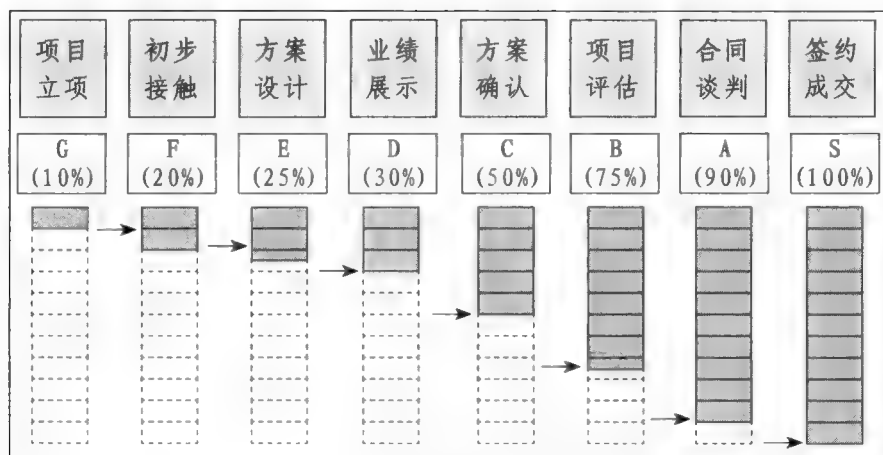 项目 初步 方案 业绩 方案 项目 合同 签约
立项 接触 设计 展示 确认 评估 谈判 成交
G F E D C B A S
(10%) (20%) (25%) (30%) (50%) (75%) (90%) (100%)